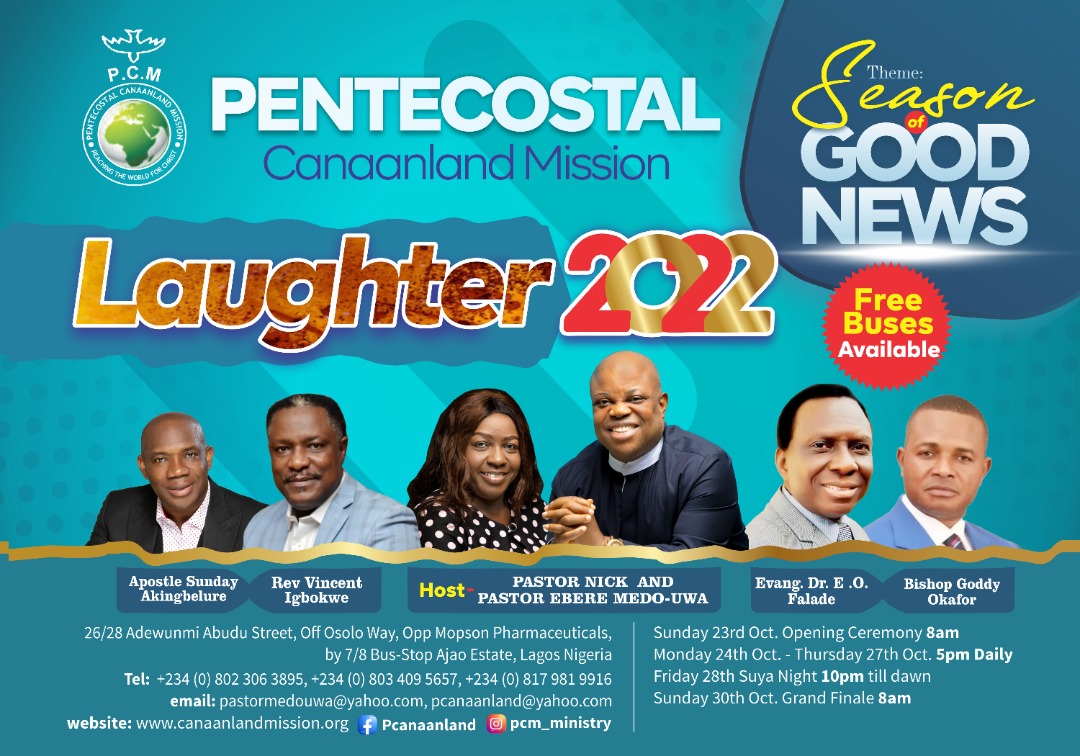 P.C.M
PENTECOSTAL CANAANLAND MISSION
REACHING THE WORLD FOR CHRIST
PENTECOSTAL
Canaanland Mission
Theme:
Season
of
GOOD
NEWS
Laughter 2022
Free
Buses
Available
Apostle Sunday
Akingbelure
Rev Vincent
Igbokwe
Host- PASTOR NICK AND
PASTOR EBERE MEDO-UWA
Evang. Dr. E .O.
Falade
Bishop Goddy
Okafor
26/28 Adewunmi Abudu Street, Off Osolo Way, Opp Mopson Pharmaceuticals,
by 7/8 Bus-Stop Ajao Estate, Lagos Nigeria
Tel: +234 (0) 802 306 3895, +234 (0) 803 409 5657, +234 (0) 817 981 9916
email: pastormedouwa@yahoo.com, pcanaanland@yahoo.com
website: www.canaanlandmission.org Pcanaanland pcm_ministry
Sunday 23rd Oct. Opening Ceremony 8am
Monday 24th Oct. - Thursday 27th Oct. 5pm Daily
Friday 28th Suya Night 10pm till dawn
Sunday 30th Oct. Grand Finale 8am